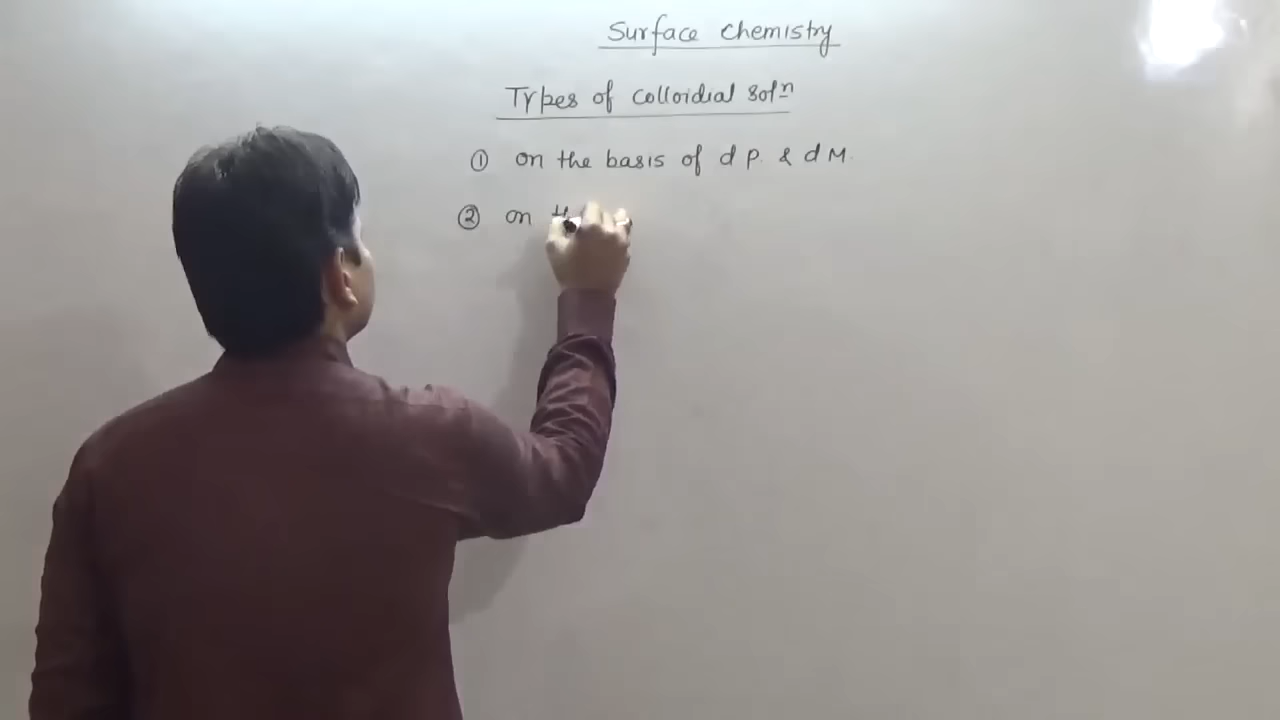 Surface Chemistry
Types of colloidial solⁿ
① on the basis of d P. & d M.
② on